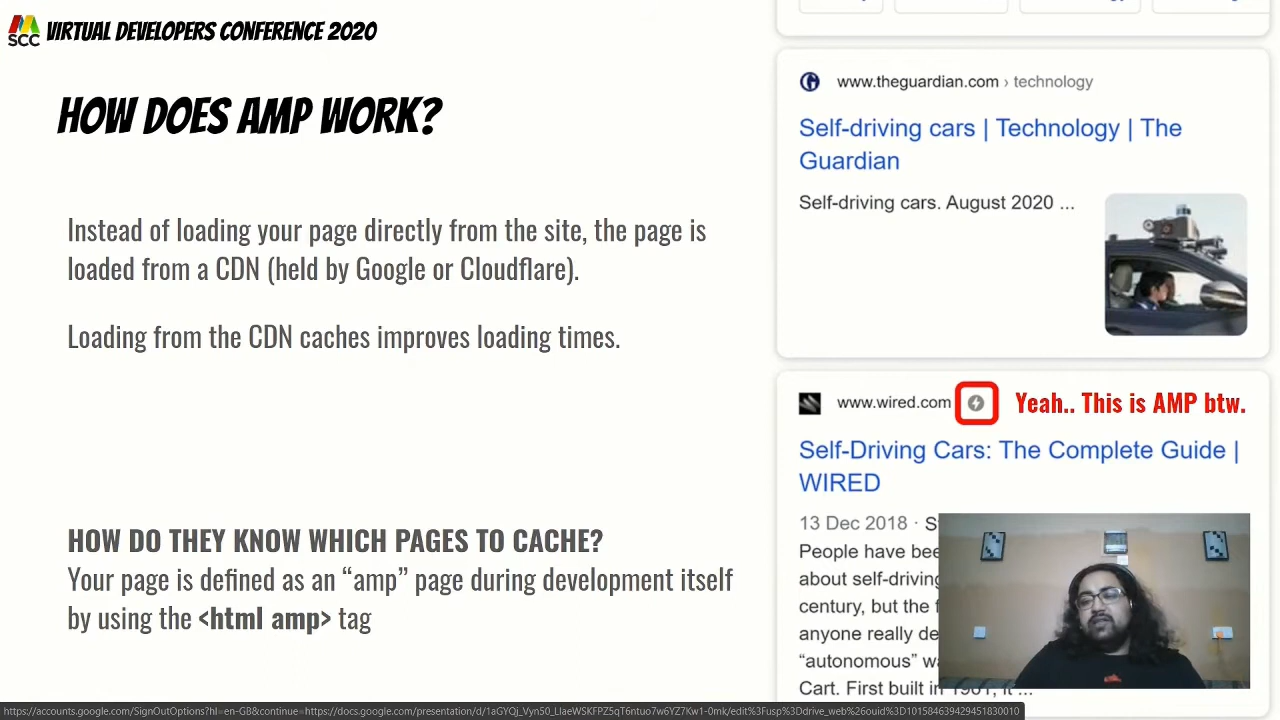 SCC VIRTUAL DEVELOPERS CONFERENCE 2020
HOW DOES AMP WORK?
Instead of loading your page directly from the site, the page is
loaded from a CDN (held by Google or Cloudflare).
Loading from the CDN caches improves loading times.
HOW DO THEY KNOW WHICH PAGES TO CACHE?
Your page is defined as an “amp” page during development itself
by using the <html amp> tag
www.theguardian.com › technology
Self-driving cars | Technology | The
Guardian
Self-driving cars. August 2020 ...
www.wired.com
Yeah.. This is AMP btw.
Self-Driving Cars: The Complete Guide |
WIRED
13 Dec 2018 ·
People have
about self-driving
century, but the
anyone really
“autonomous”
Cart. First built in 1961, it ...